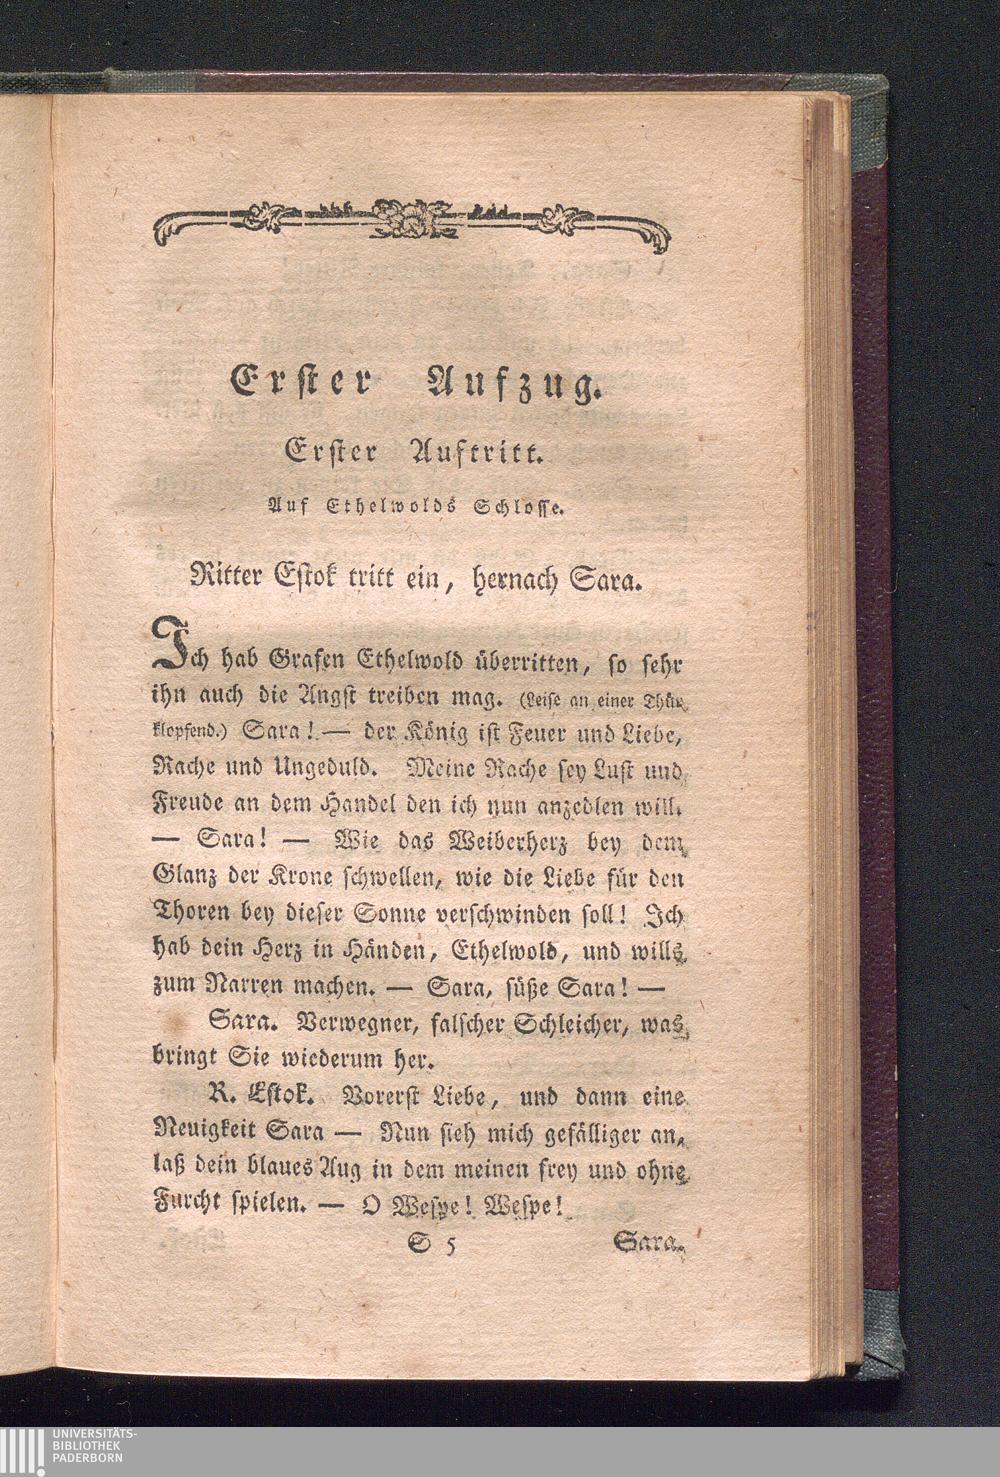 Erster Aufzug.
Erster Auftritt.
Auf Ethelwolds Schlosse.
Ritter Estok tritt ein, hernach Sara.
Ich hab Grafen Ethelwold überritten, so sehr
ihn auch die Angst treiben mag. (Leise an einer Thür
klopfend.) Sara! — der König ist Feuer und Liebe,
Rache und Ungeduld. Meine Rache sey Lust und
Freude an dem Handel den ich nun anzedlen will.
— Sara! — Wie das Weiberherz bey dem
Glanz der Krone schwellen, wie die Liebe für den
Thoren bey dieser Sonne verschwinden soll! Ich
hab dein Herz in Händen, Ethelwold, und wills
zum Narren machen. — Sara, süße Sara! —
Sara. Verwegner, falscher Schleicher, was
bringt Sie wiederum her.
R. Estok. Vorerst Liebe, und dann eine
Neuigkeit Sara — Nun sieh mich gefälliger an,
laß dein blaues Aug in dem meinen frey und ohne
Furcht spielen. — O Wespe! Wespe!
S 5 Sara.
UNIVERSITÄTS-
BIBLIOTHEK
PADERBORN